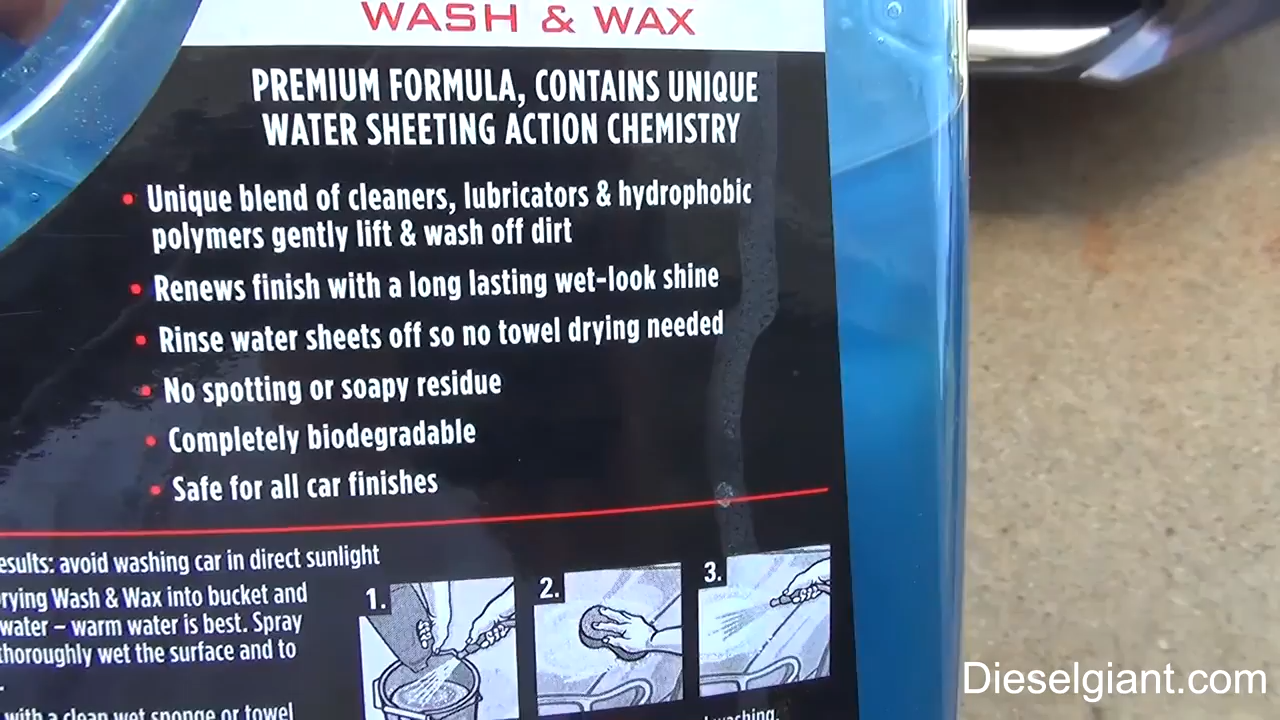 WASH & WAX
PREMIUM FORMULA, CONTAINS UNIQUE
WATER SHEETING ACTION CHEMISTRY
• Unique blend of cleaners, lubricators & hydrophobic
polymers gently lift & wash off dirt
• Renews finish with a long lasting wet-look shine
• Rinse water sheets off so no towel drying needed
• No spotting or soapy residue
• Completely biodegradable
• Safe for all car finishes
esults: avoid washing car in direct sunlight
rying Wash & Wax into bucket and
water – warm water is best. Spray
thoroughly wet the surface and to
with a clean wet sponge or towel
1.
2.
3.
washing.
Dieselgiant.com